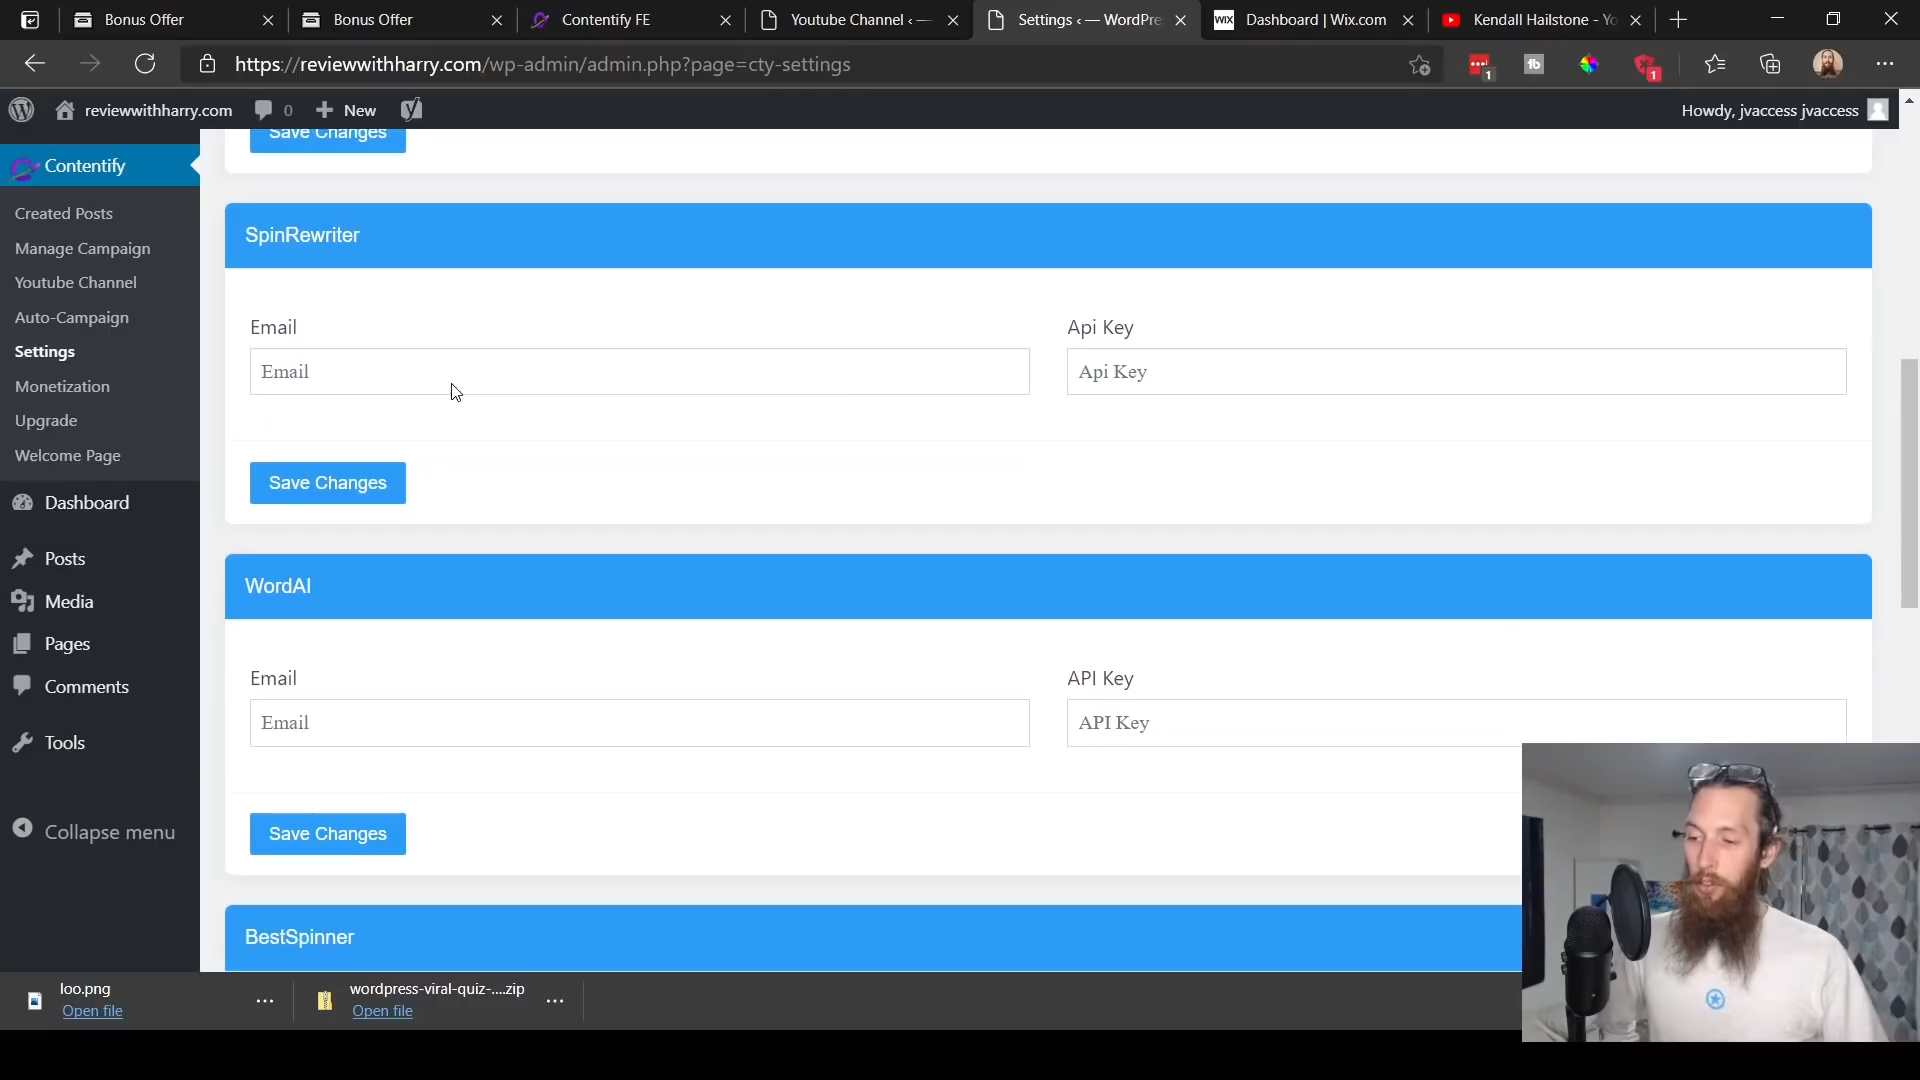 Bonus Offer
Bonus Offer
Contentify FE
Youtube Channel ‹ —
Settings ‹ — WordPre
WIX
Dashboard | Wix.com
Kendall Hailstone - Yo
https://reviewwithharry.com/wp-admin/admin.php?page=cty-settings
1
tb
1
reviewwithharry.com
0
New
Howdy, jvaccess jvaccess
Contentify
Created Posts
Manage Campaign
Youtube Channel
Auto-Campaign
Settings
Monetization
Upgrade
Welcome Page
Dashboard
Posts
Media
Pages
Comments
Tools
Collapse menu
Save Changes
SpinRewriter
Email
Api Key
Email
Api Key
Save Changes
WordAI
Email
API Key
Email
API Key
Save Changes
BestSpinner
loo.png
Open file
wordpress-viral-quiz-....zip
Open file